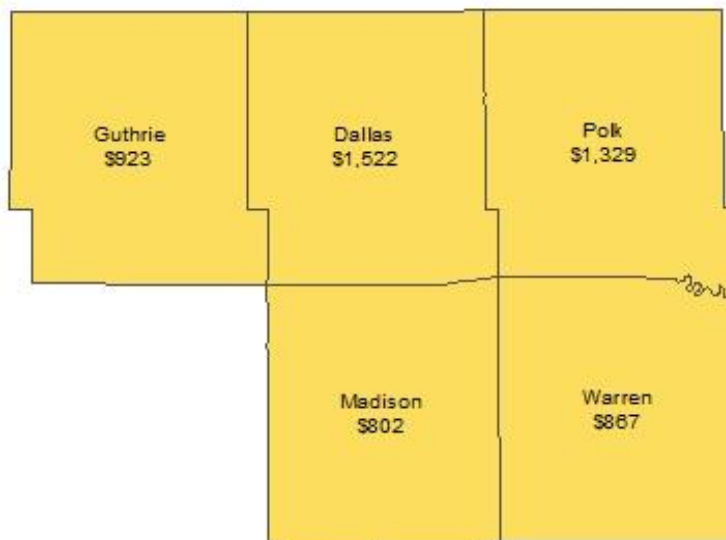 Guthrie
$923
Dallas
$1,522
Polk
$1,329
Madison
$802
Warren
$867